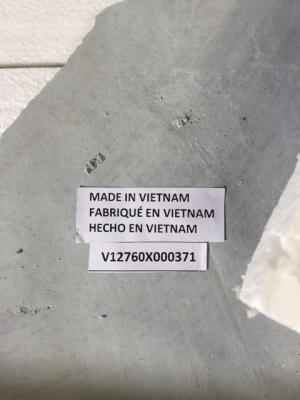 MADE IN VIETNAM
FABRIQUÉ EN VIETNAM
HECHO EN VIETNAM
V12760X000371